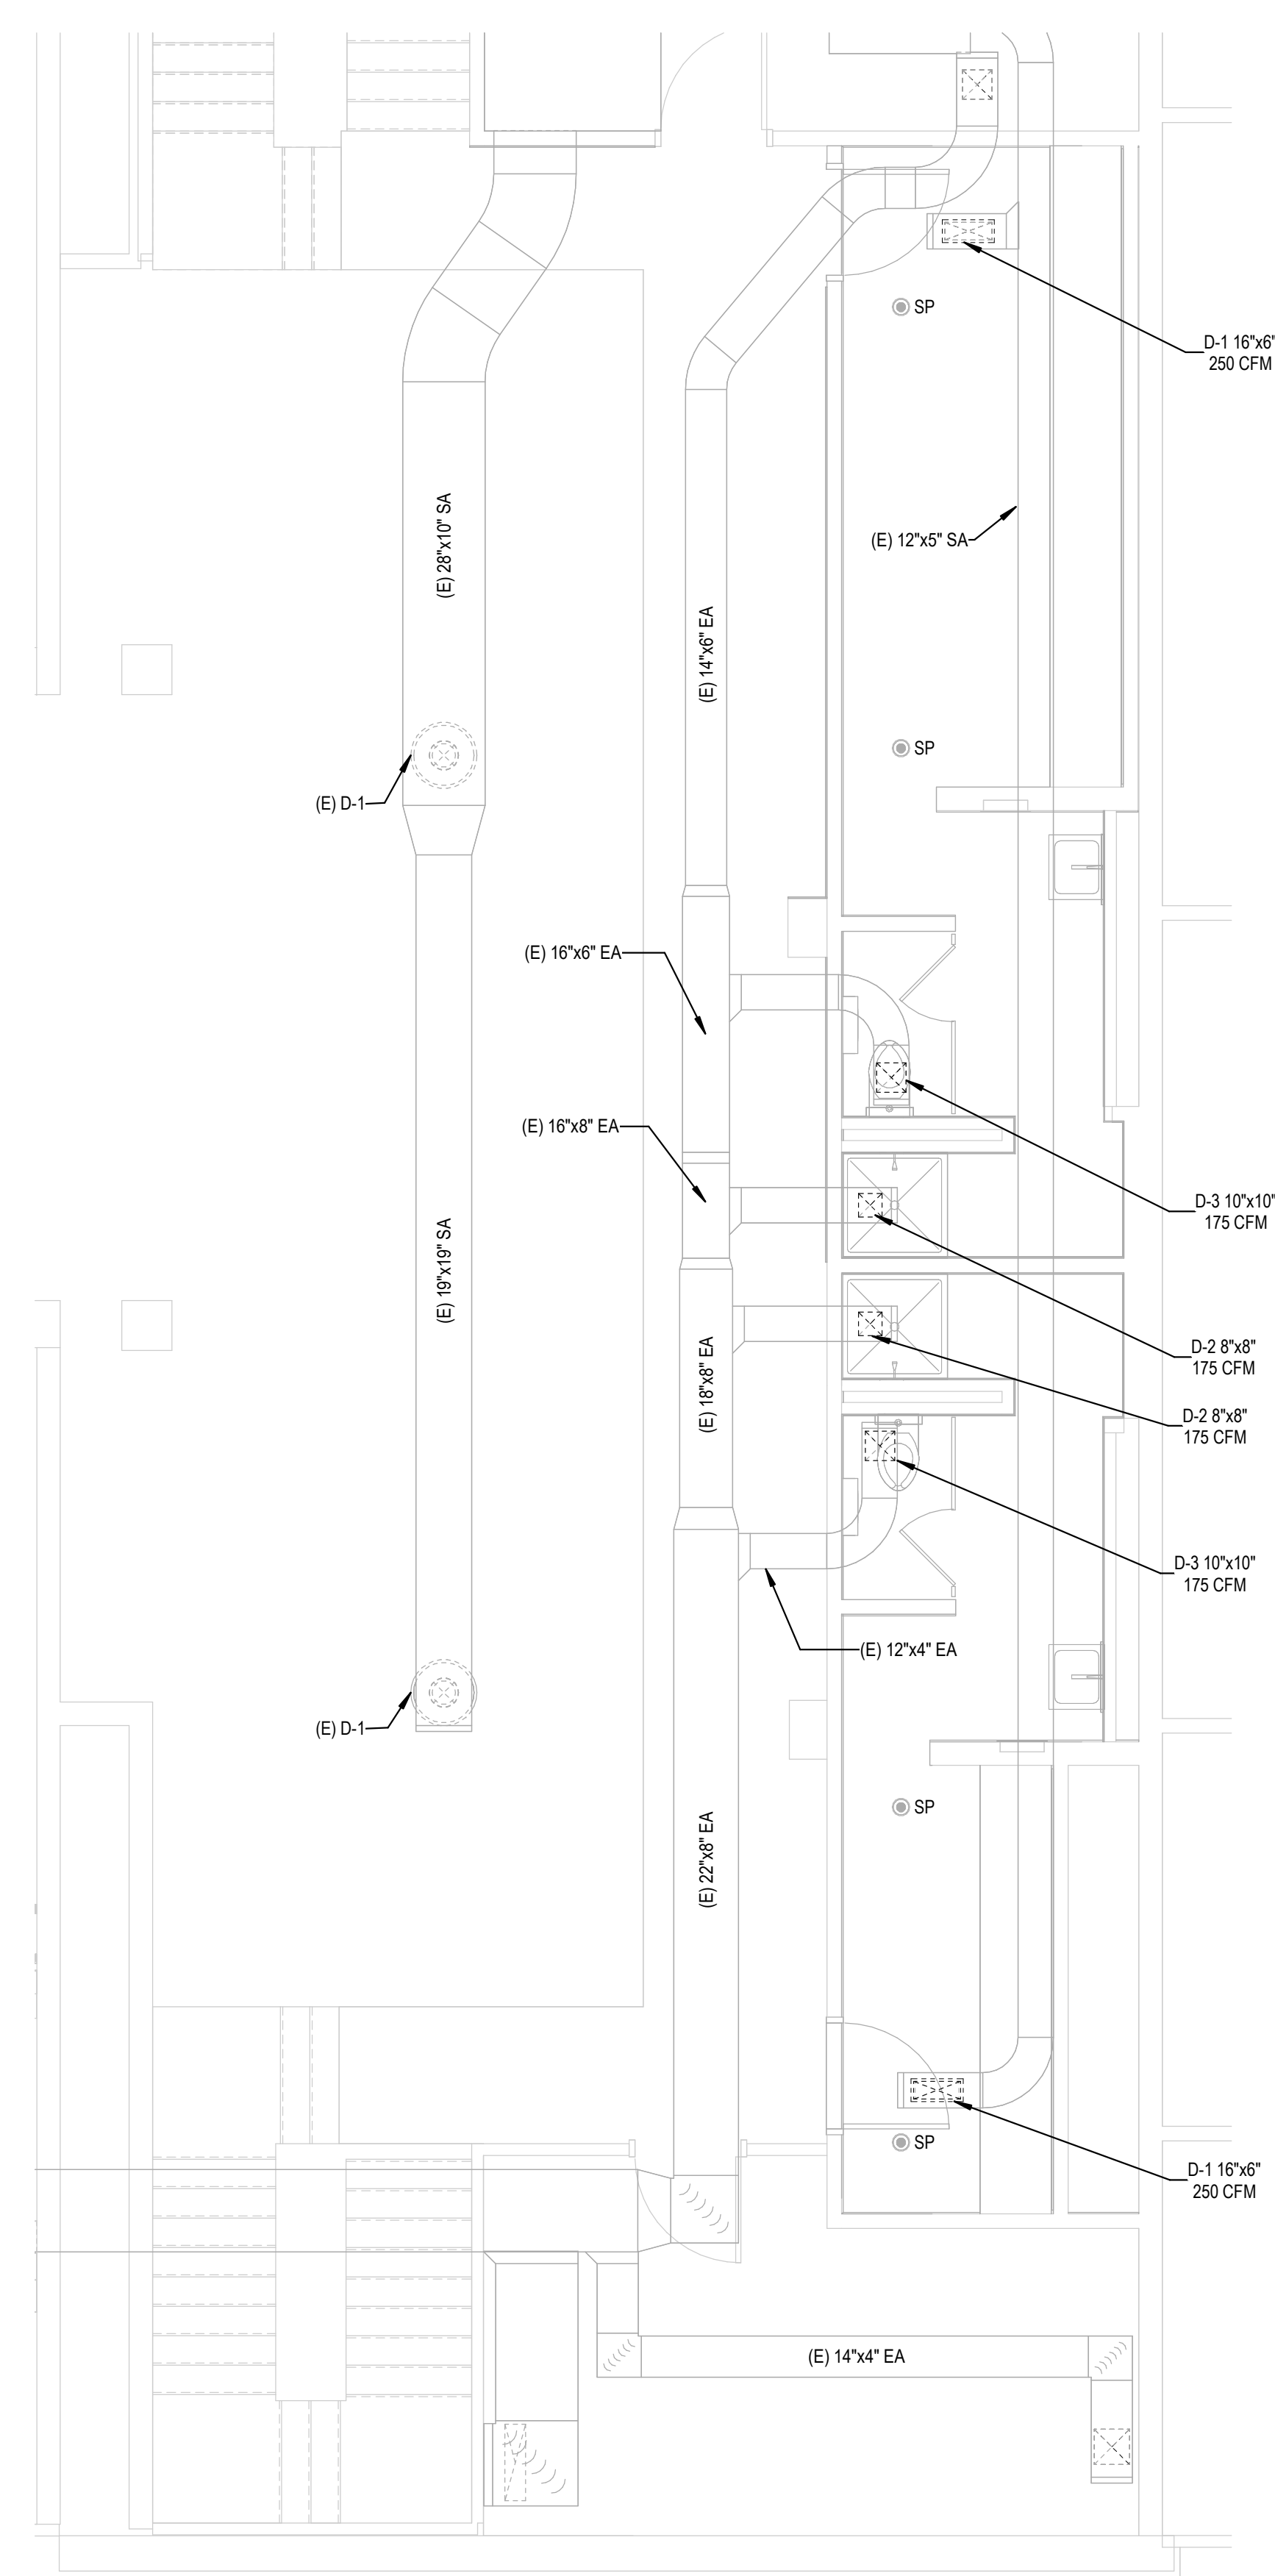 SP
D-1 16"x6"
250 CFM
(E) 28"x10" SA
(E) 12"x5" SA
(E) 14"x6" EA
SP
(E) D-1
(E) 16"x6" EA
(E) 16"x8" EA
D-3 10"x10"
175 CFM
(E) 19"x19" SA
D-2 8"x8"
175 CFM
(E) 18"x8" EA
D-2 8"x8"
175 CFM
D-3 10"x10"
175 CFM
(E) 12"x4" EA
(E) D-1
SP
(E) 22"x8" EA
SP
D-1 16"x6"
250 CFM
(E) 14"x4" EA